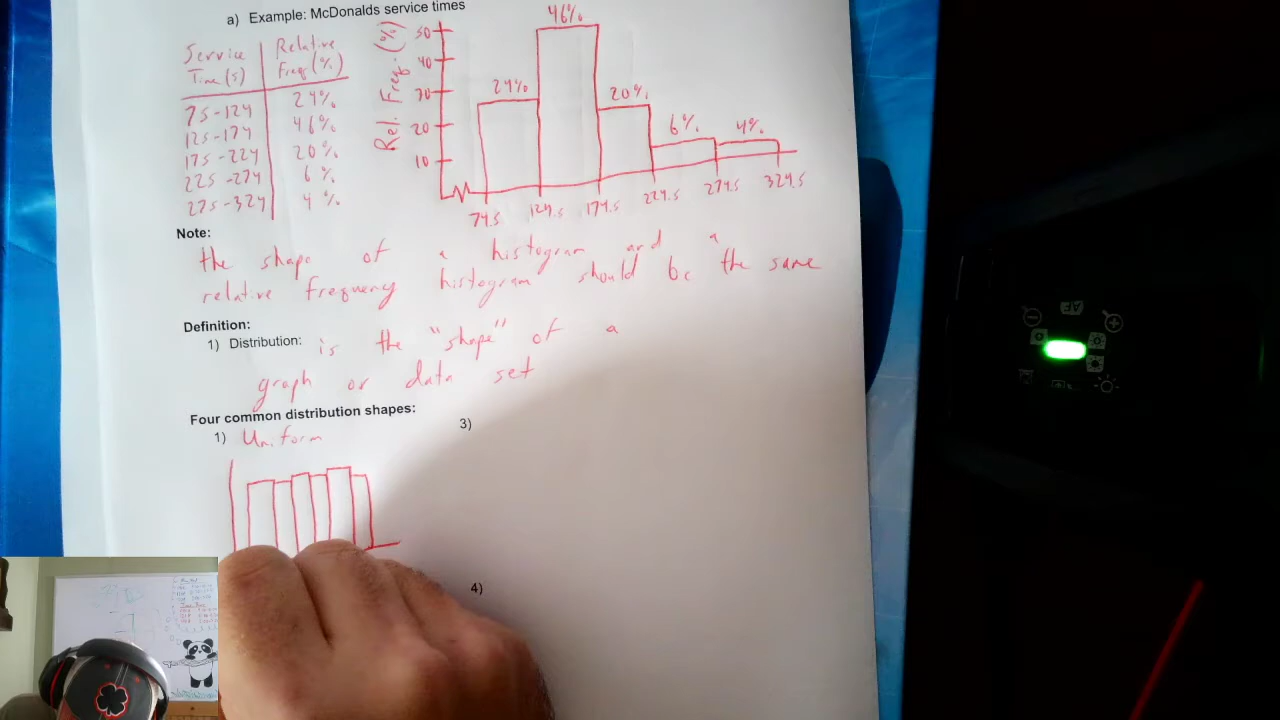 a) Example: McDonalds service times
Service Time (s) Relative Freq (%)
75-124 24%
125-174 46%
175-224 20%
225-274 6%
275-324 4%
Rel. Freq. (%)
50
40
30
20
10
24%
46%
20%
6%
4%
74.5 124.5 174.5 224.5 274.5 324.5
Note:
the shape of a histogram and a
relative frequency histogram should be the same
Definition:
1) Distribution: is the "shape" of a
graph or data set
Four common distribution shapes:
1) Uniform
3)
4)